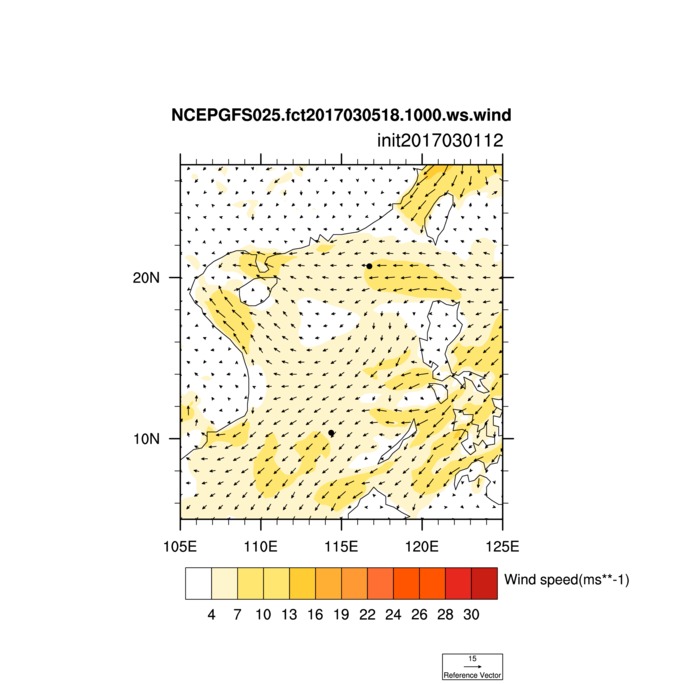 NCEPGFS025.fct2017030518.1000.ws.wind
init2017030112
20N
10N
105E 110E 115E 120E 125E
Wind speed(ms**-1)
4 7 10 13 16 19 22 24 26 28 30
15
Reference Vector